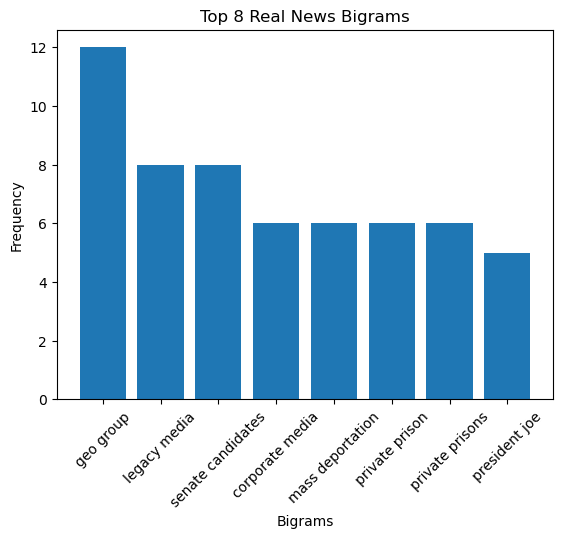 Top 8 Real News Bigrams
Frequency
12
10
8
6
4
2
0
geo group
legacy media
senate candidates
corporate media
mass deportation
private prison
private prisons
president joe
Bigrams